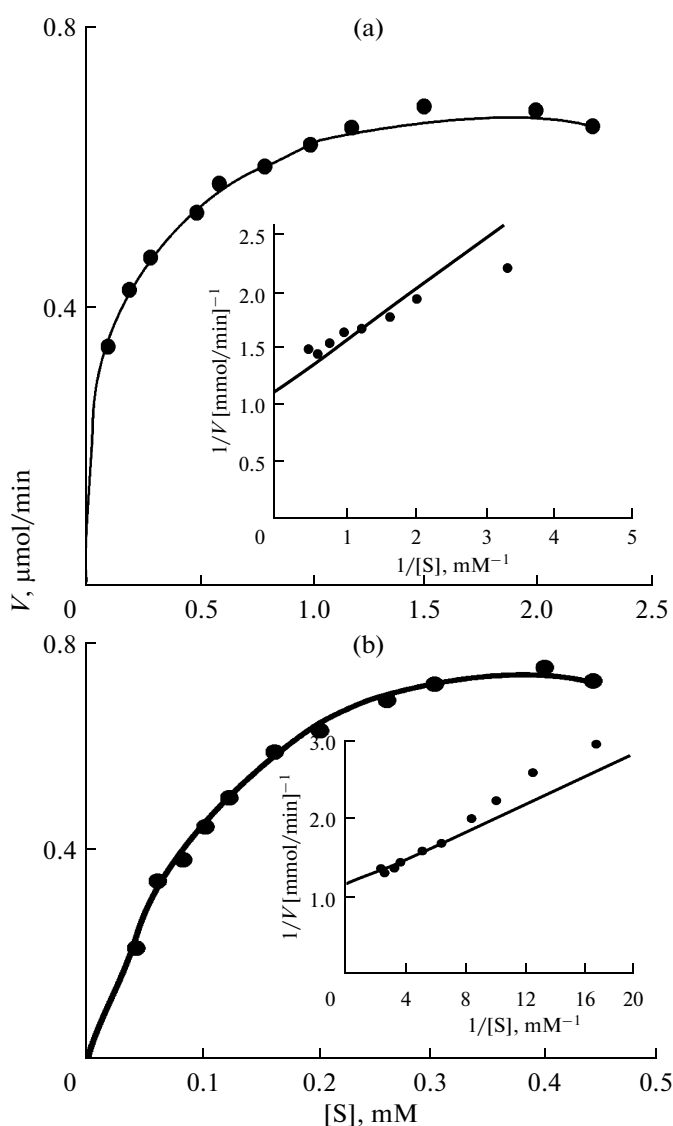 0.8
(a)
2.5
2.0
0.4
1.5
1.0
0.5
1/V [mmol/min]⁻¹
0 1 2 3 4 5
1/[S], mM⁻¹
V, μmol/min
0 0.5 1.0 1.5 2.0 2.5
0.8
(b)
3.0
2.0
0.4
1.0
1/V [mmol/min]⁻¹
0 4 8 12 16 20
1/[S], mM⁻¹
0 0.1 0.2 0.3 0.4 0.5
[S], mM